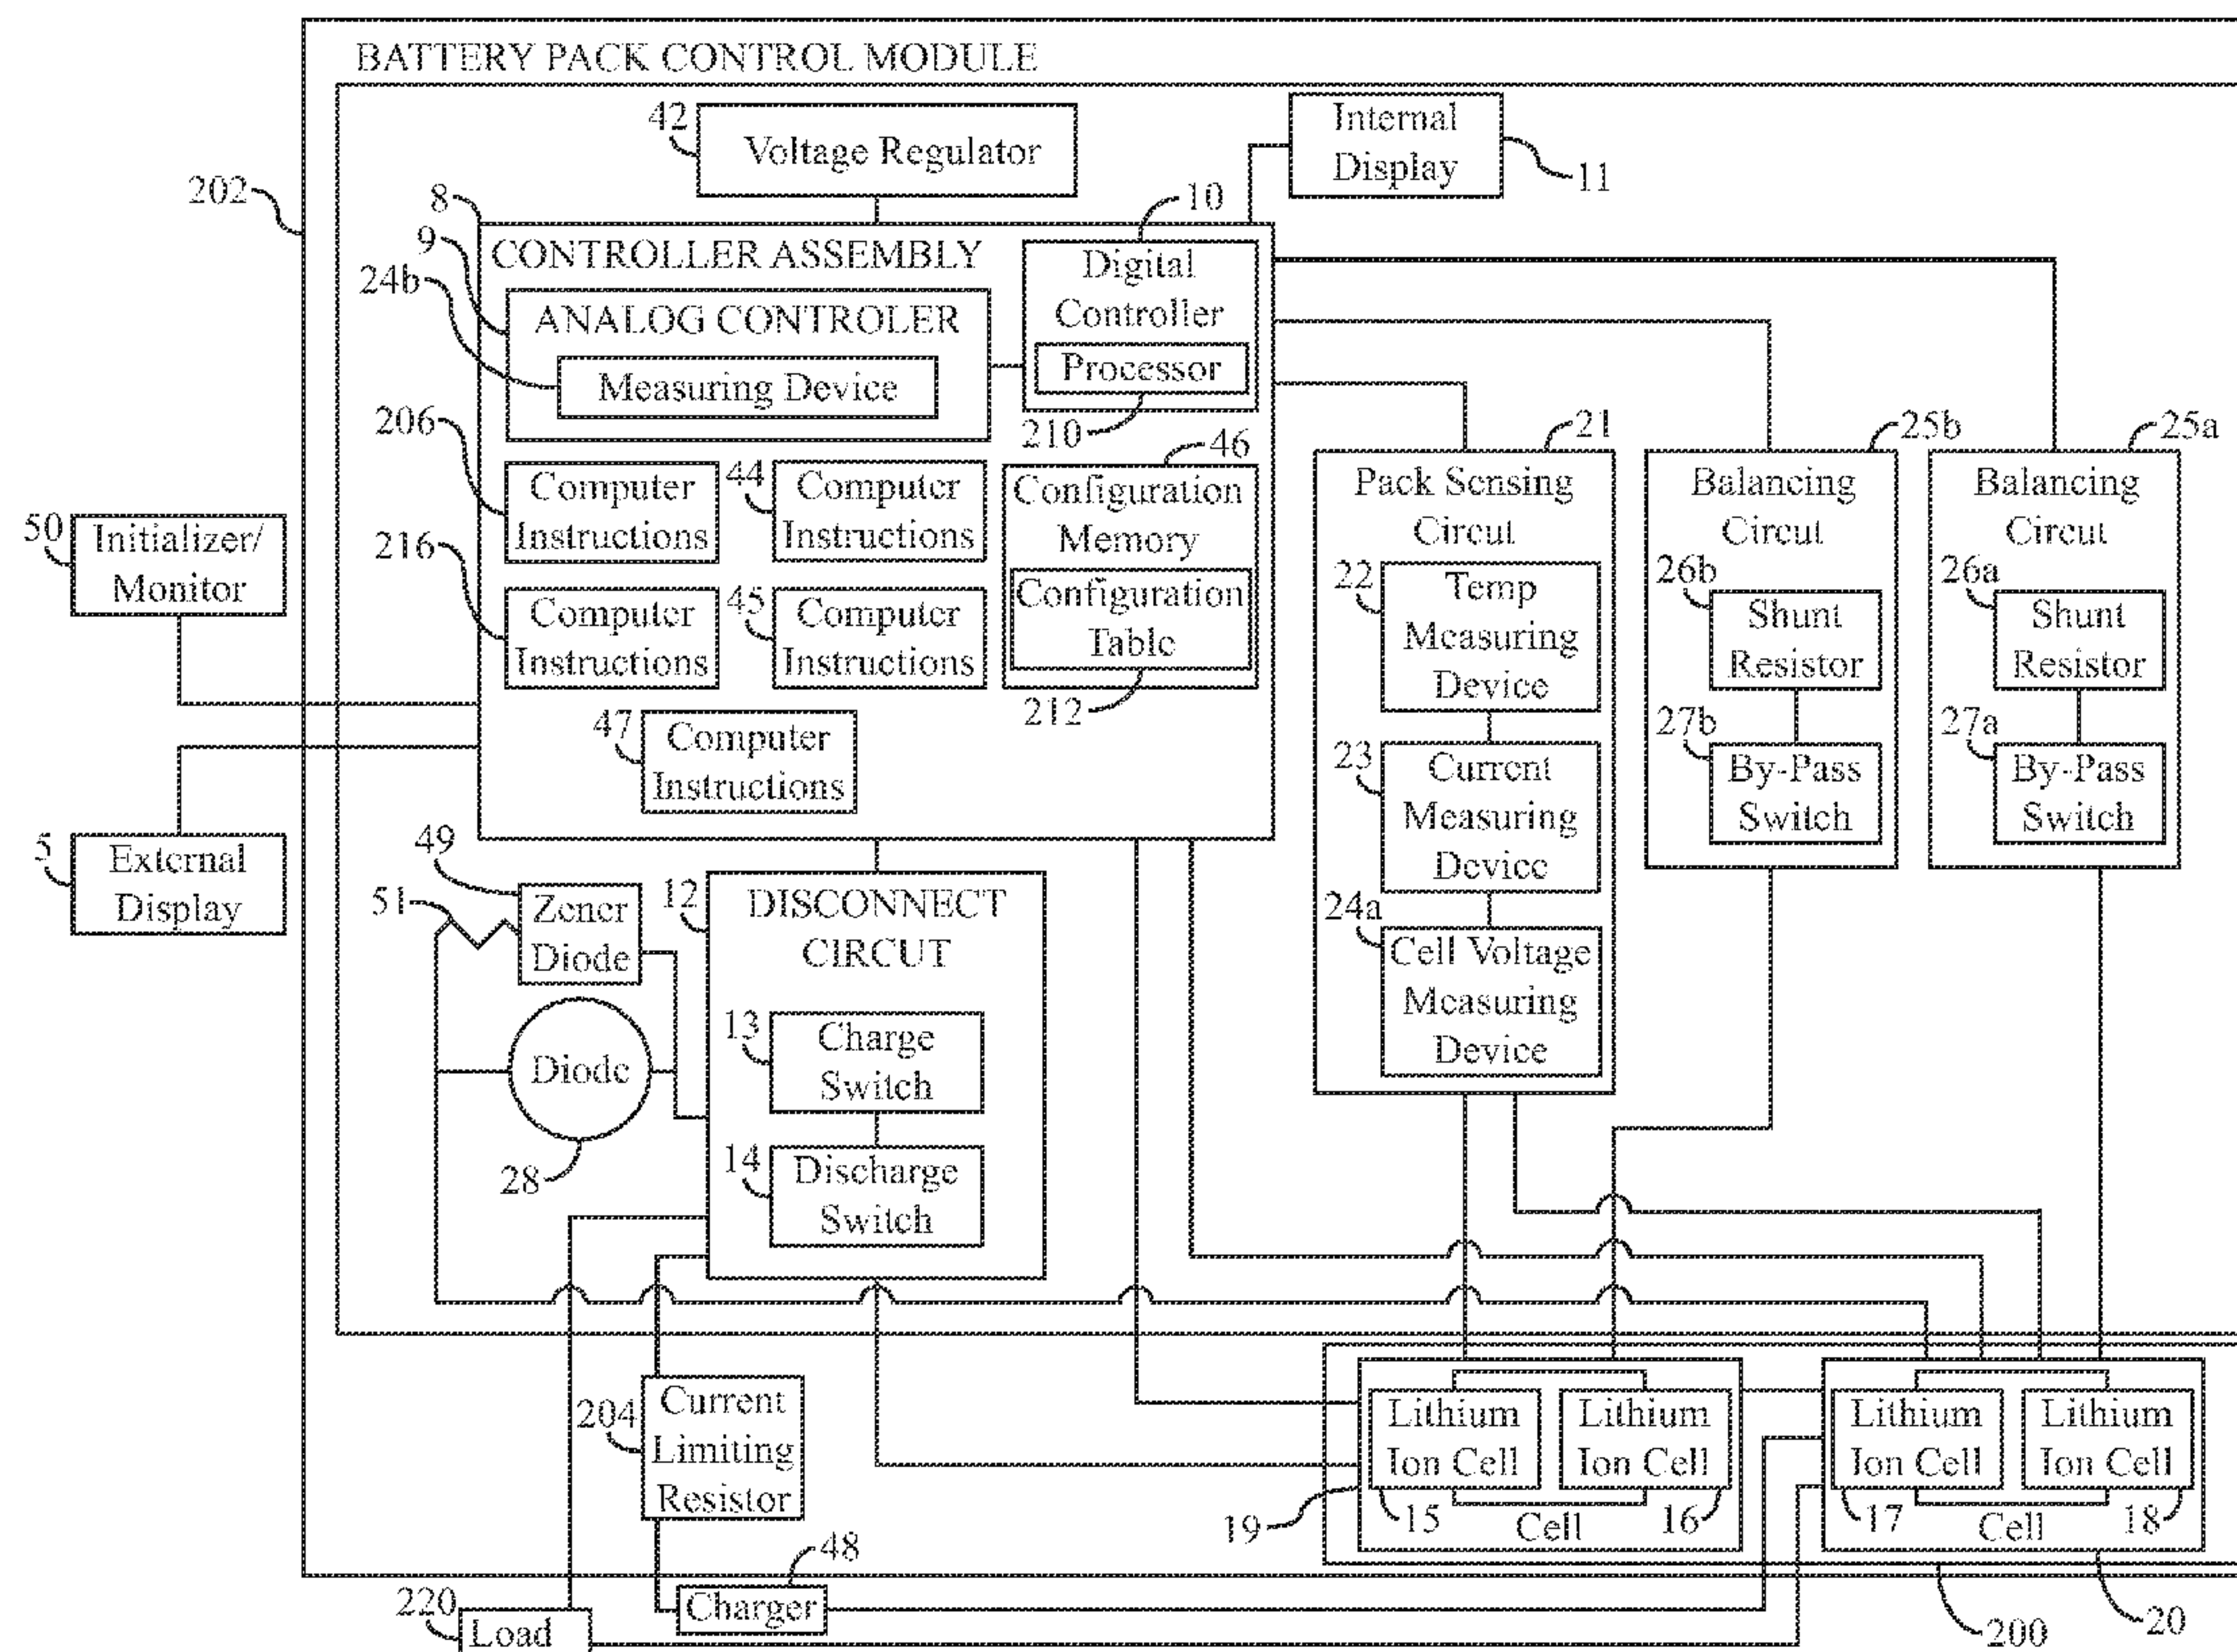 BATTERY PACK CONTROL MODULE
42
Voltage Regulator
Internal
Display
11
202
8
9
24b
10
CONTROLLER ASSEMBLY
ANALOG CONTROLER
Measuring Device
Digital
Controller
Processor
210
206
Computer
Instructions
44
Computer
Instructions
46
Configuration
Memory
Configuration
Table
212
216
Computer
Instructions
45
Computer
Instructions
47
Computer
Instructions
21
Pack Sensing
Circut
22
Temp
Measuring
Device
23
Current
Measuring
Device
24a
Cell Voltage
Measuring
Device
25b
Balancing
Circut
26b
Shunt
Resistor
27b
By-Pass
Switch
25a
Balancing
Circut
26a
Shunt
Resistor
27a
By-Pass
Switch
50
Initializer/
Monitor
5
External
Display
49
51
Zener
Diode
Diode
28
12
DISCONNECT
CIRCUT
13
Charge
Switch
14
Discharge
Switch
204
Current
Limiting
Resistor
48
Charger
220
Load
19
Lithium
Ion Cell
15
Lithium
Ion Cell
16
Cell
Lithium
Ion Cell
17
Lithium
Ion Cell
18
Cell
200
20